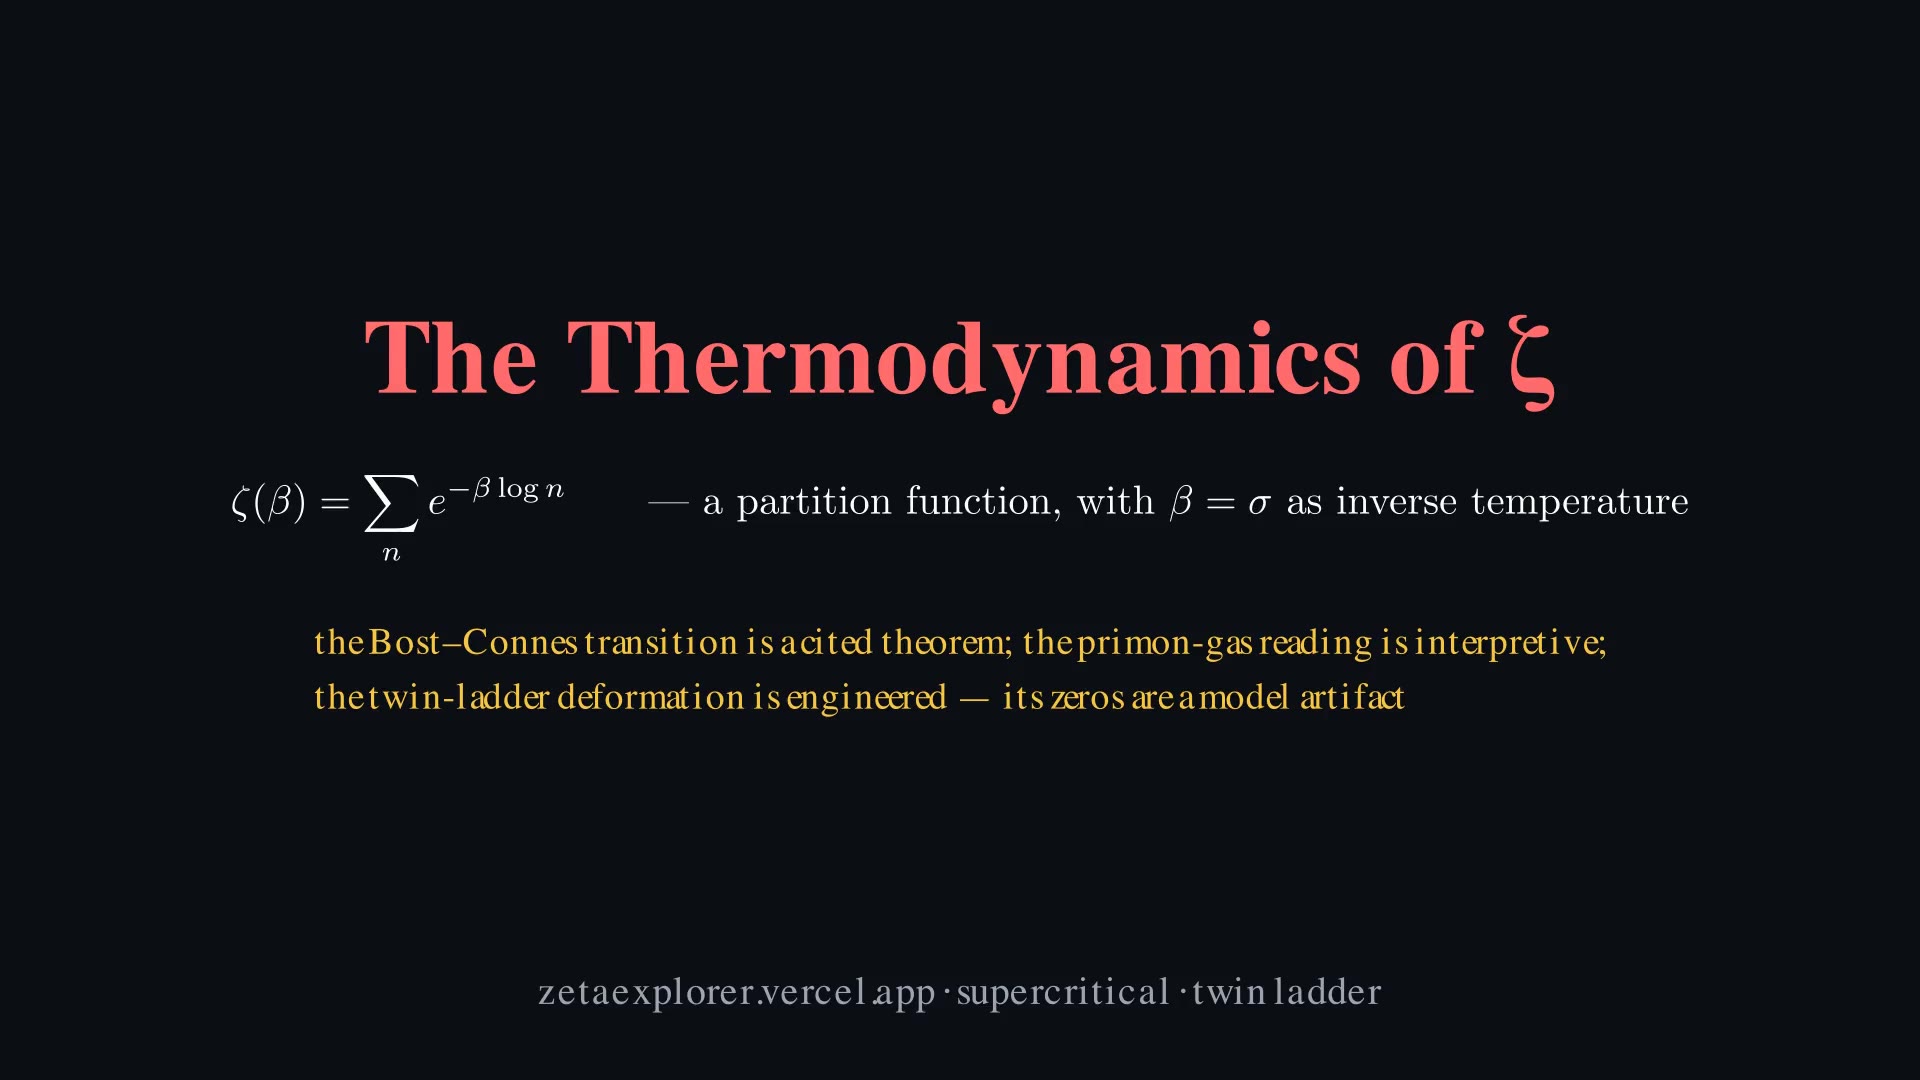 The Thermodynamics of ζ
ζ(β) = ∑ₙ e^{−β log n} — a partition function, with β = σ as inverse temperature
the Bost–Connes transition is a cited theorem; the primon-gas reading is interpretive;
the twin-ladder deformation is engineered — its zeros are a model artifact
zetaexplorer.vercel.app · supercritical · twin ladder